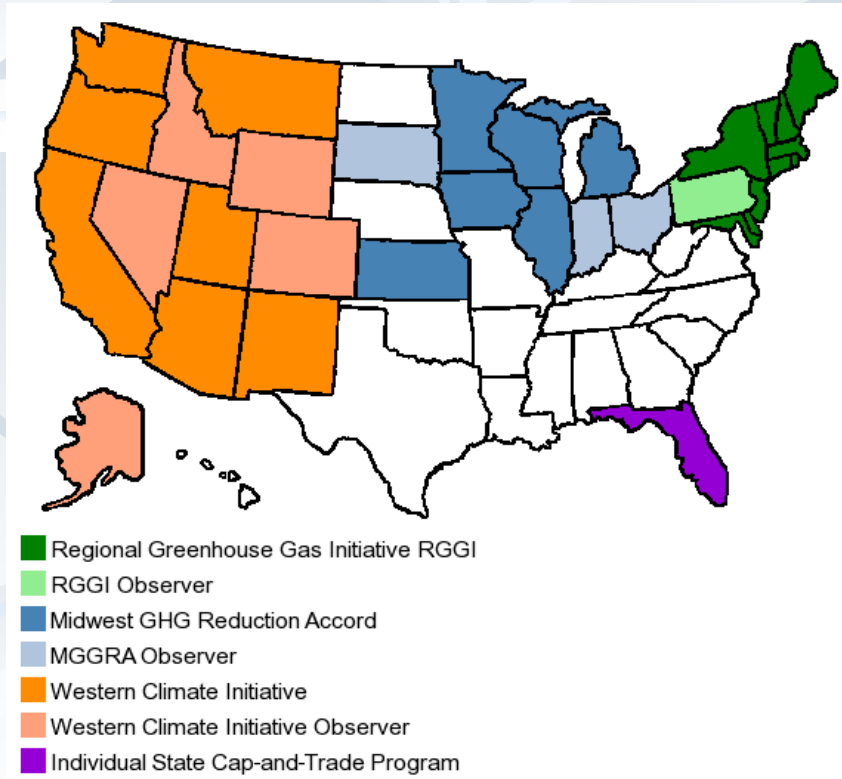 Regional Greenhouse Gas Initiative RGGI
RGGI Observer
Midwest GHG Reduction Accord
MGGRA Observer
Western Climate Initiative
Western Climate Initiative Observer
Individual State Cap-and-Trade Program